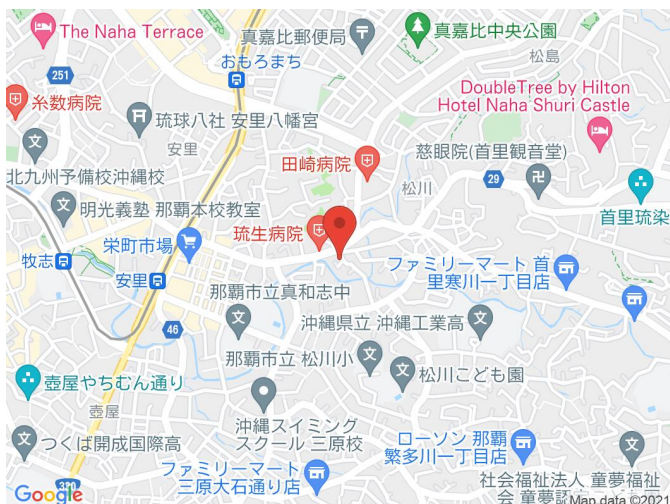 The Naha Terrace
真嘉比郵便局
真嘉比中央公園
おもろまち
松島
251
糸数病院
DoubleTree by Hilton
Hotel Naha Shuri Castle
琉球八社 安里八幡宮
安里
田崎病院
慈眼院(首里観音堂)
北九州予備校沖縄校
松川
29
明光義塾 那覇本校教室
首里琉染
琉生病院
栄町市場
牧志
安里
ファミリーマート 首
里寒川一丁目店
那覇市立真和志中
46
沖縄県立 沖縄工業高
那覇市立 松川小
松川こども園
壺屋やちむん通り
壺屋
沖縄スイミング
スクール 三原校
つくば開成国際高
ローソン 那覇
繁多川一丁目店
ファミリーマート
三原大石通り店
330
社会福祉法人 童夢福祉
会 童夢
Google
Map data ©202